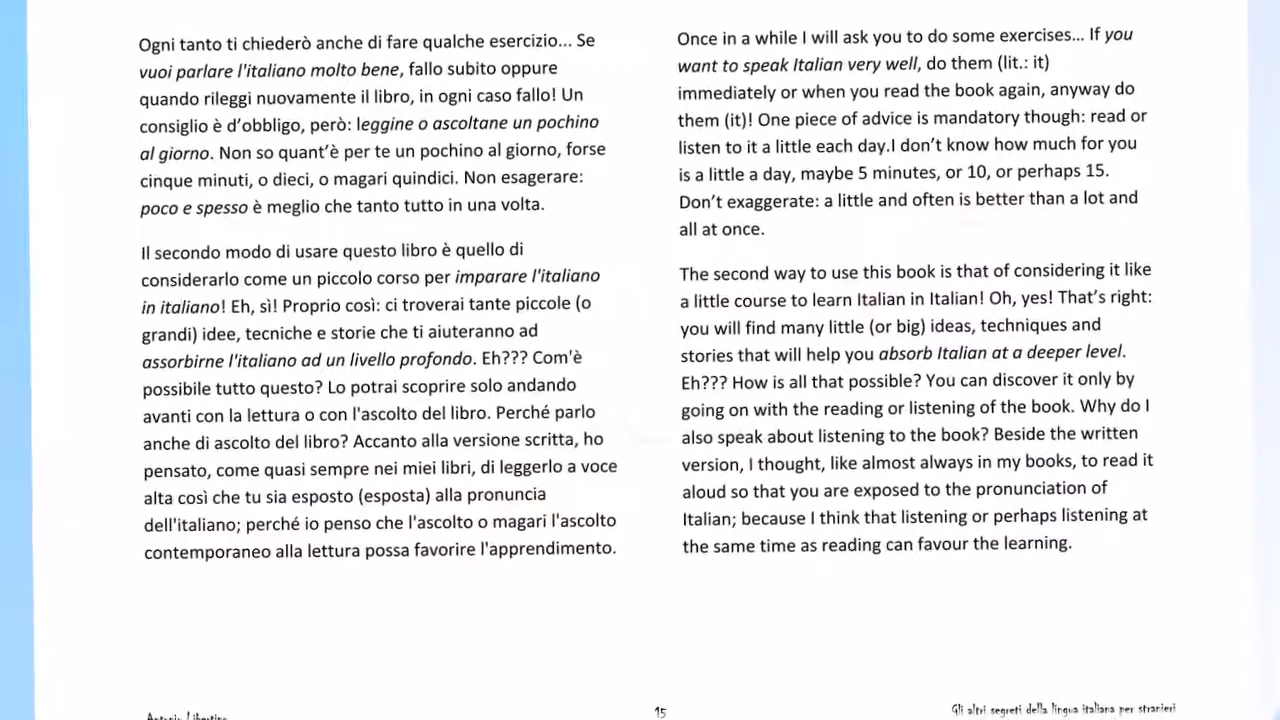 Ogni tanto ti chiederò anche di fare qualche esercizio... Se
vuoi parlare l'italiano molto bene, fallo subito oppure
quando rileggi nuovamente il libro, in ogni caso fallo! Un
consiglio è d’obbligo, però: leggine o ascoltane un pochino
al giorno. Non so quant’è per te un pochino al giorno, forse
cinque minuti, o dieci, o magari quindici. Non esagerare:
poco e spesso è meglio che tanto tutto in una volta.
Il secondo modo di usare questo libro è quello di
considerarlo come un piccolo corso per imparare l'italiano
in italiano! Eh, sì! Proprio così: ci troverai tante piccole (o
grandi) idee, tecniche e storie che ti aiuteranno ad
assorbirne l'italiano ad un livello profondo. Eh??? Com'è
possibile tutto questo? Lo potrai scoprire solo andando
avanti con la lettura o con l'ascolto del libro. Perché parlo
anche di ascolto del libro? Accanto alla versione scritta, ho
pensato, come quasi sempre nei miei libri, di leggerlo a voce
alta così che tu sia esposto (esposta) alla pronuncia
dell'italiano; perché io penso che l'ascolto o magari l'ascolto
contemporaneo alla lettura possa favorire l'apprendimento.
Once in a while I will ask you to do some exercises... If you
want to speak Italian very well, do them (lit.: it)
immediately or when you read the book again, anyway do
them (it)! One piece of advice is mandatory though: read or
listen to it a little each day.I don’t know how much for you
is a little a day, maybe 5 minutes, or 10, or perhaps 15.
Don’t exaggerate: a little and often is better than a lot and
all at once.
The second way to use this book is that of considering it like
a little course to learn Italian in Italian! Oh, yes! That’s right:
you will find many little (or big) ideas, techniques and
stories that will help you absorb Italian at a deeper level.
Eh??? How is all that possible? You can discover it only by
going on with the reading or listening of the book. Why do I
also speak about listening to the book? Beside the written
version, I thought, like almost always in my books, to read it
aloud so that you are exposed to the pronunciation of
Italian; because I think that listening or perhaps listening at
the same time as reading can favour the learning.
15
Gli altri segreti della lingua italiana per stranieri